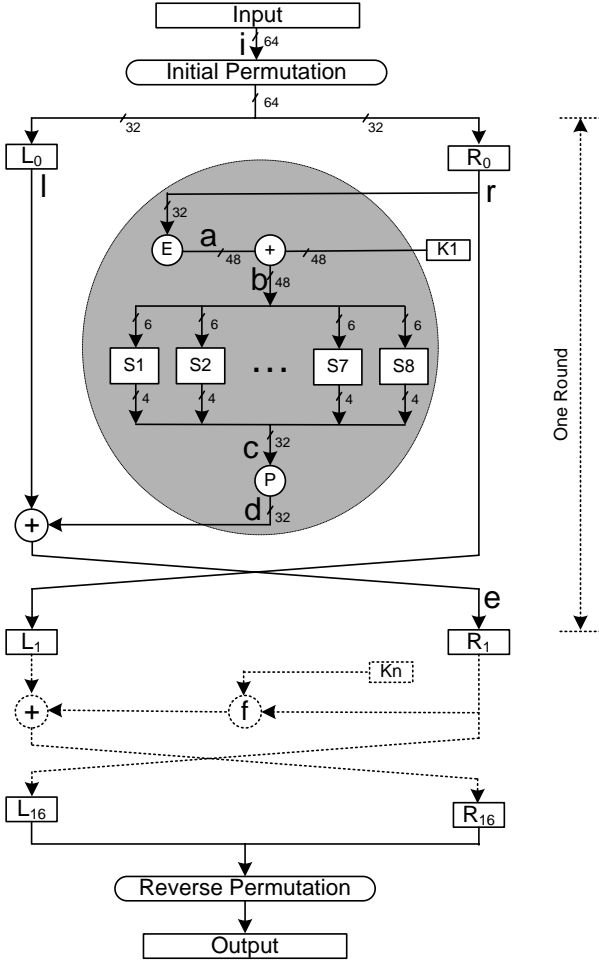 Input
i 64
Initial Permutation
64
32 32
L0 R0
l r
32
E a 48 + 48 K1
b 48
6 6 6 6
S1 S2 ... S7 S8
4 4 4 4
32
c
P
d 32
+
One Round
e
L1 R1
Kn
+ f
L16 R16
Reverse Permutation
Output